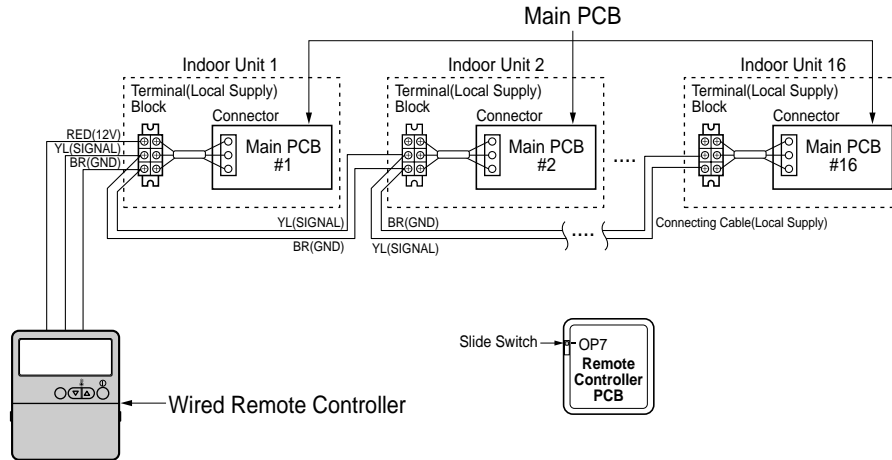 Main PCB
Indoor Unit 1
Indoor Unit 2
Indoor Unit 16
Terminal(Local Supply)
Block
Connector
Terminal(Local Supply)
Block
Connector
Terminal(Local Supply)
Block
Connector
RED(12V)
YL(SIGNAL)
BR(GND)
Main PCB
#1
Main PCB
#2
Main PCB
#16
YL(SIGNAL)
BR(GND)
BR(GND)
YL(SIGNAL)
Connecting Cable(Local Supply)
Slide Switch
OP7
Remote
Controller
PCB
Wired Remote Controller